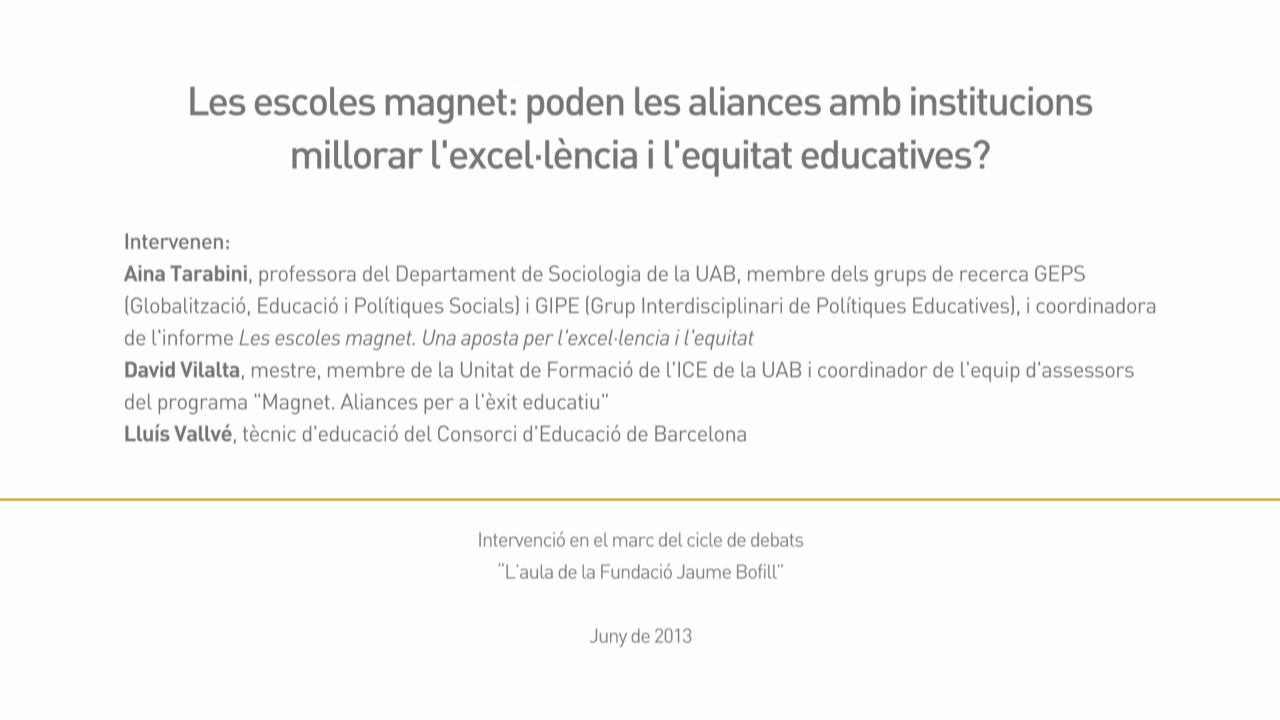 Les escoles magnet: poden les aliances amb institucions
millorar l'excel·lència i l'equitat educatives?
Intervenen:
Aina Tarabini, professora del Departament de Sociologia de la UAB, membre dels grups de recerca GEPS
(Globalització, Educació i Polítiques Socials) i GIPE (Grup Interdisciplinari de Polítiques Educatives), i coordinadora
de l'informe Les escoles magnet. Una aposta per l'excel·lencia i l'equitat
David Vilalta, mestre, membre de la Unitat de Formació de l'ICE de la UAB i coordinador de l'equip d'assessors
del programa "Magnet. Aliances per a l'èxit educatiu"
Lluís Vallvé, tècnic d'educació del Consorci d'Educació de Barcelona
Intervenció en el marc del cicle de debats
"L'aula de la Fundació Jaume Bofill"
Juny de 2013